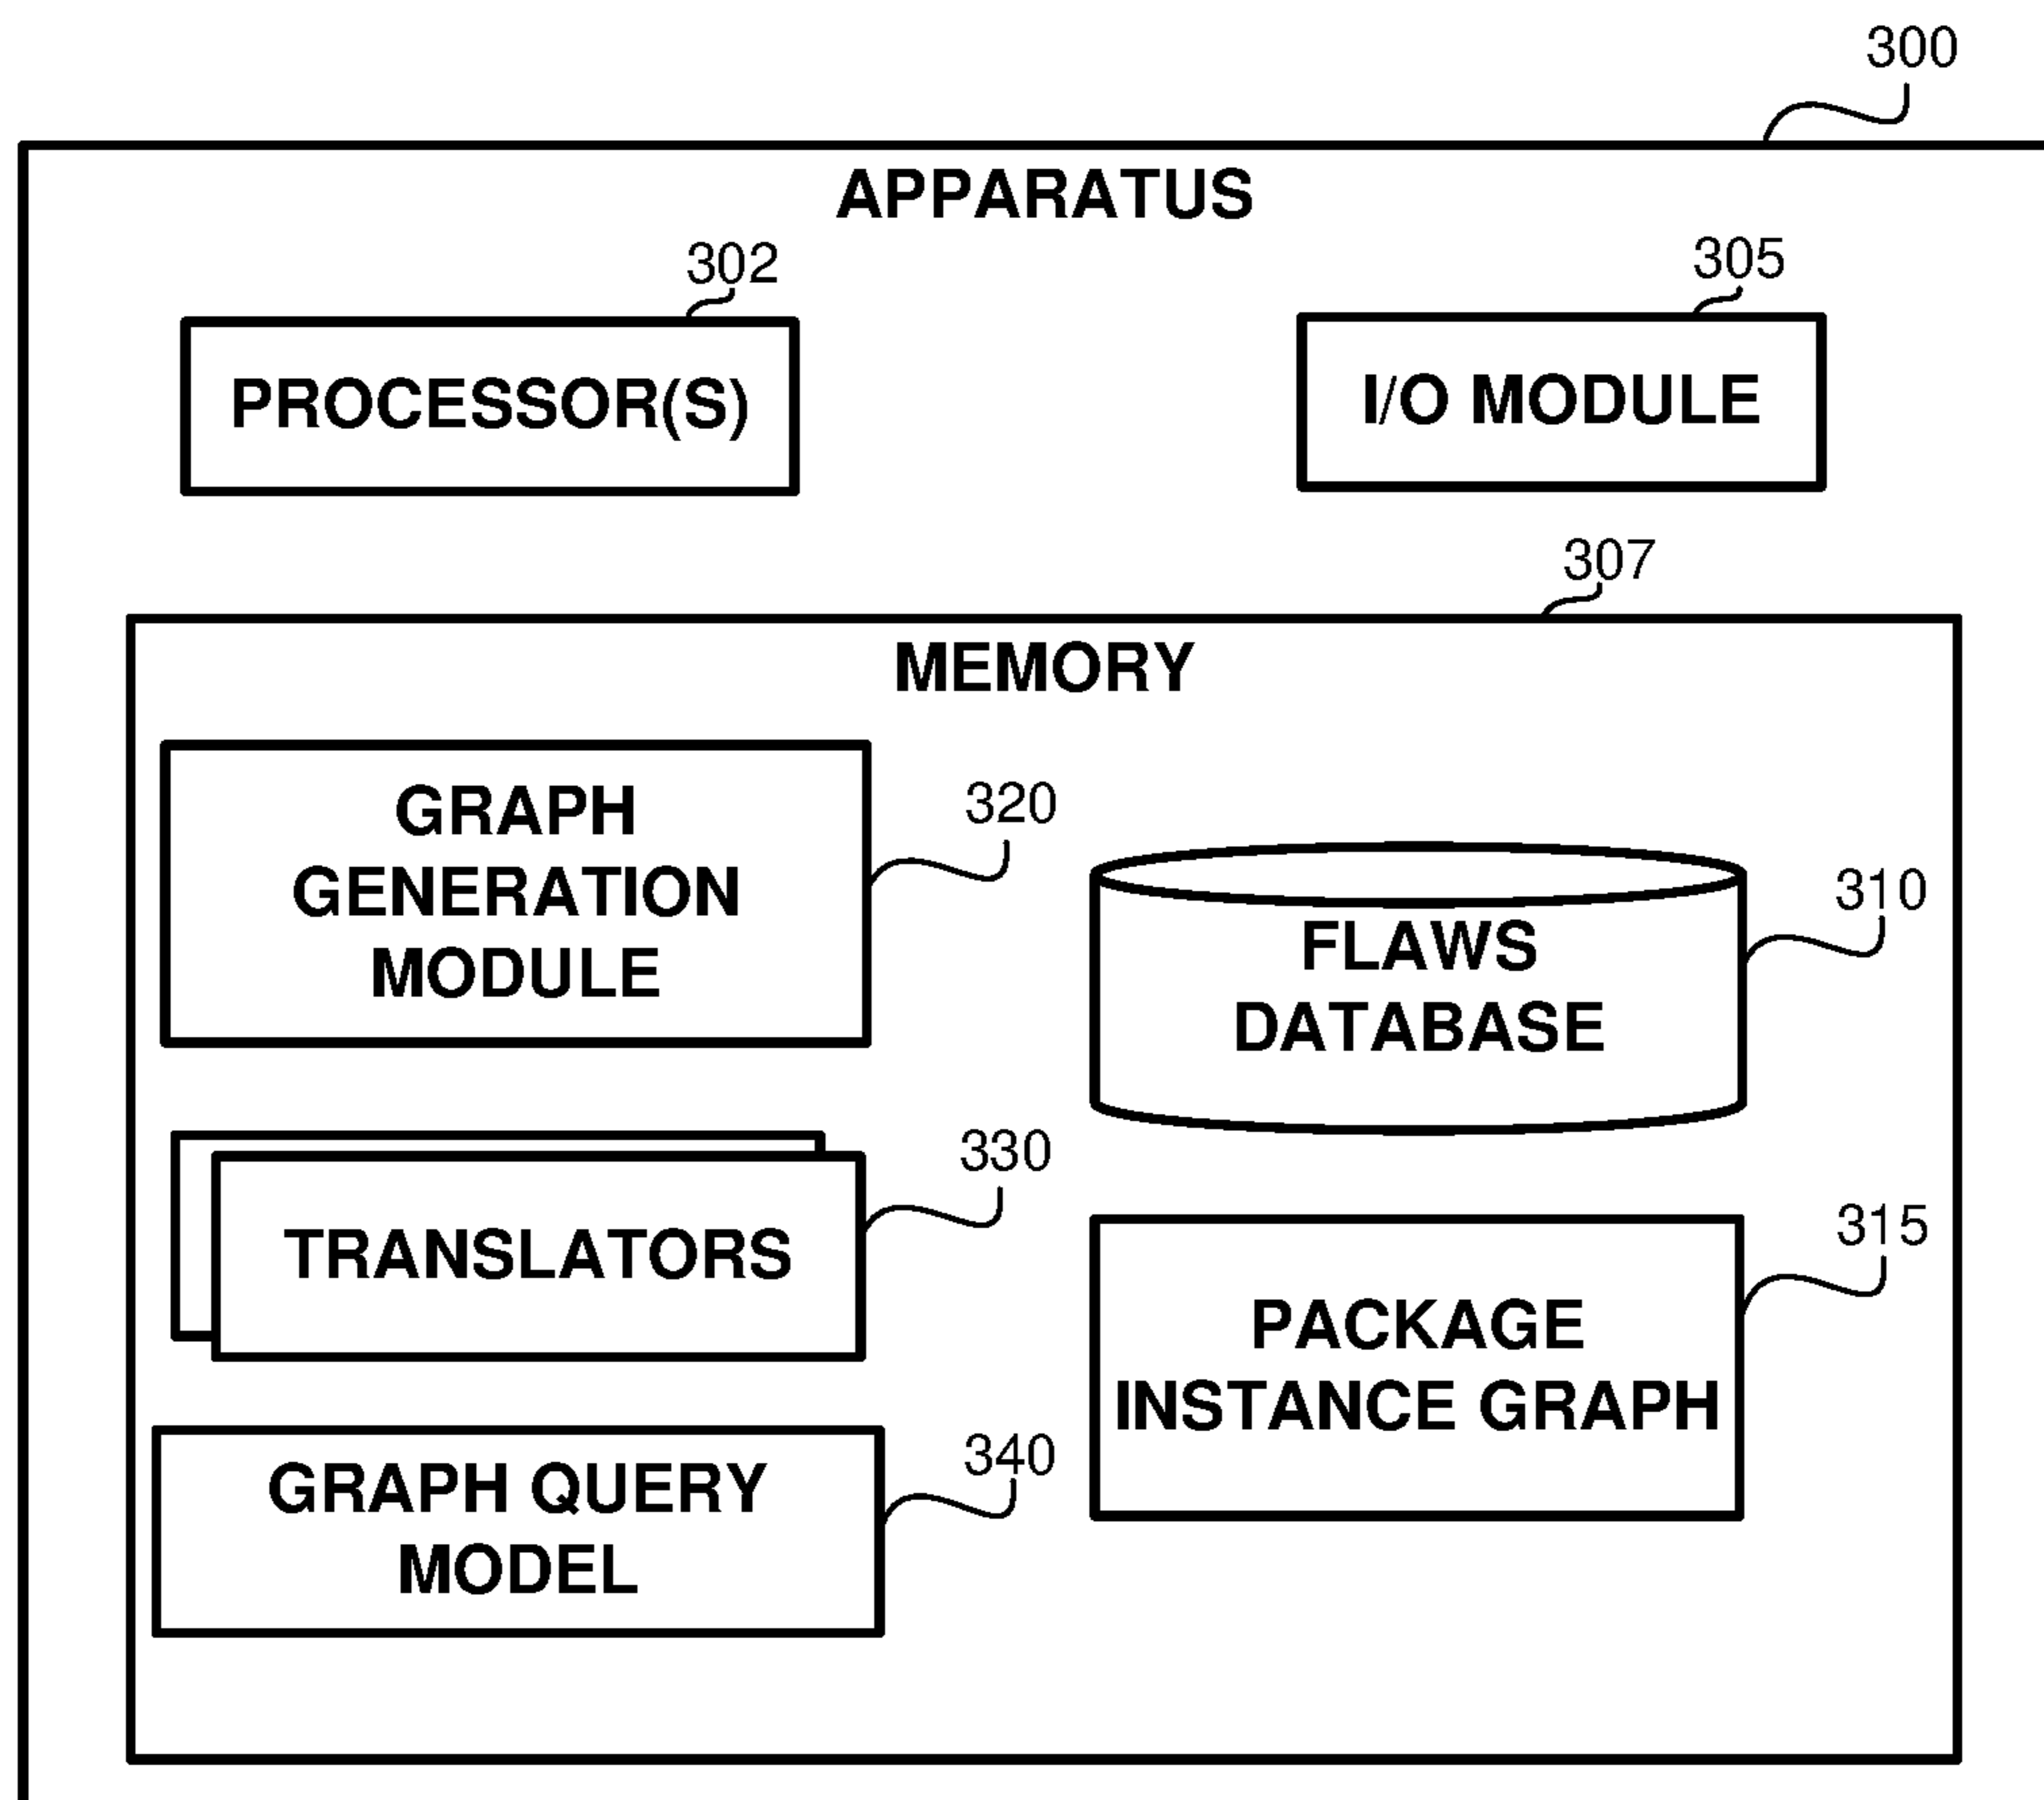 300
APPARATUS
302
305
PROCESSOR(S)
I/O MODULE
307
MEMORY
320
GRAPH
GENERATION
MODULE
310
FLAWS
DATABASE
330
TRANSLATORS
315
PACKAGE
INSTANCE GRAPH
340
GRAPH QUERY
MODEL